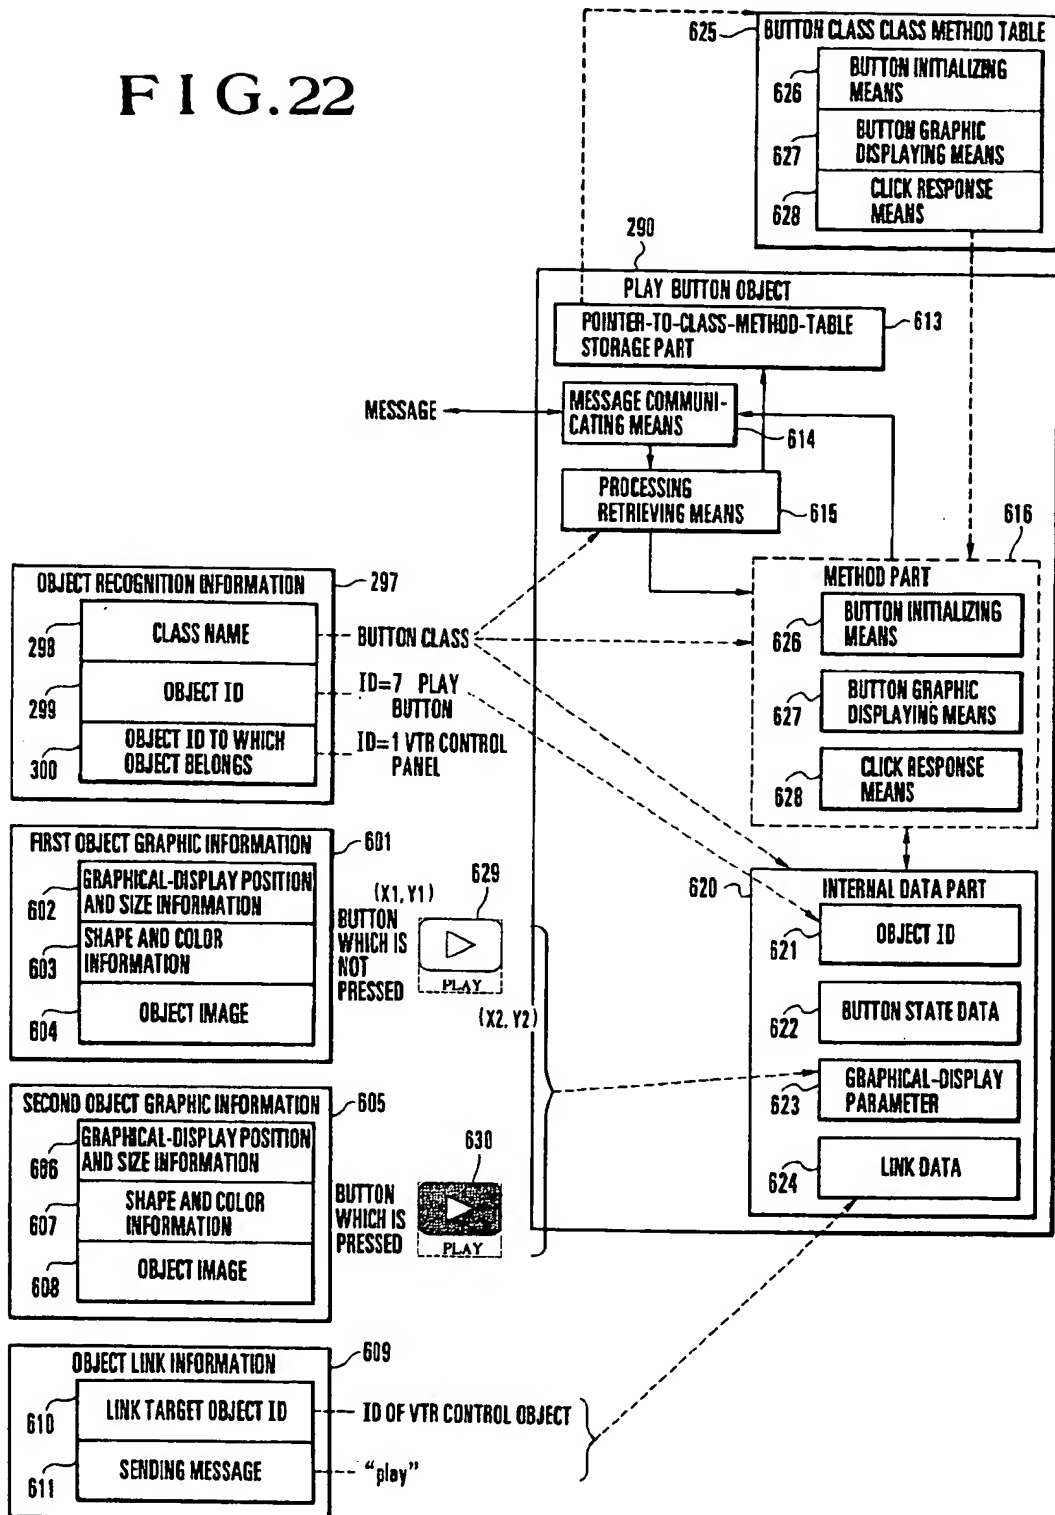 FIG.22
625
BUTTON CLASS CLASS METHOD TABLE
626
BUTTON INITIALIZING
MEANS
627
BUTTON GRAPHIC
DISPLAYING MEANS
628
CLICK RESPONSE
MEANS
290
PLAY BUTTON OBJECT
POINTER-TO-CLASS-METHOD-TABLE
STORAGE PART
613
MESSAGE
MESSAGE COMMUNI-
CATING MEANS
614
PROCESSING
RETRIEVING MEANS
615
616
METHOD PART
626
BUTTON INITIALIZING
MEANS
627
BUTTON GRAPHIC
DISPLAYING MEANS
628
CLICK RESPONSE
MEANS
OBJECT RECOGNITION INFORMATION
297
298
CLASS NAME
BUTTON CLASS
299
OBJECT ID
ID=7 PLAY
BUTTON
300
OBJECT ID TO WHICH
OBJECT BELONGS
ID=1 VTR CONTROL
PANEL
FIRST OBJECT GRAPHIC INFORMATION
601
602
GRAPHICAL-DISPLAY POSITION
AND SIZE INFORMATION
603
SHAPE AND COLOR
INFORMATION
604
OBJECT IMAGE
(X1, Y1)
BUTTON
WHICH IS
NOT
PRESSED
629
PLAY
(X2, Y2)
620
INTERNAL DATA PART
621
OBJECT ID
622
BUTTON STATE DATA
623
GRAPHICAL-DISPLAY
PARAMETER
624
LINK DATA
SECOND OBJECT GRAPHIC INFORMATION
605
606
GRAPHICAL-DISPLAY POSITION
AND SIZE INFORMATION
607
SHAPE AND COLOR
INFORMATION
608
OBJECT IMAGE
BUTTON
WHICH IS
PRESSED
630
PLAY
OBJECT LINK INFORMATION
609
610
LINK TARGET OBJECT ID
ID OF VTR CONTROL OBJECT
611
SENDING MESSAGE
"play"